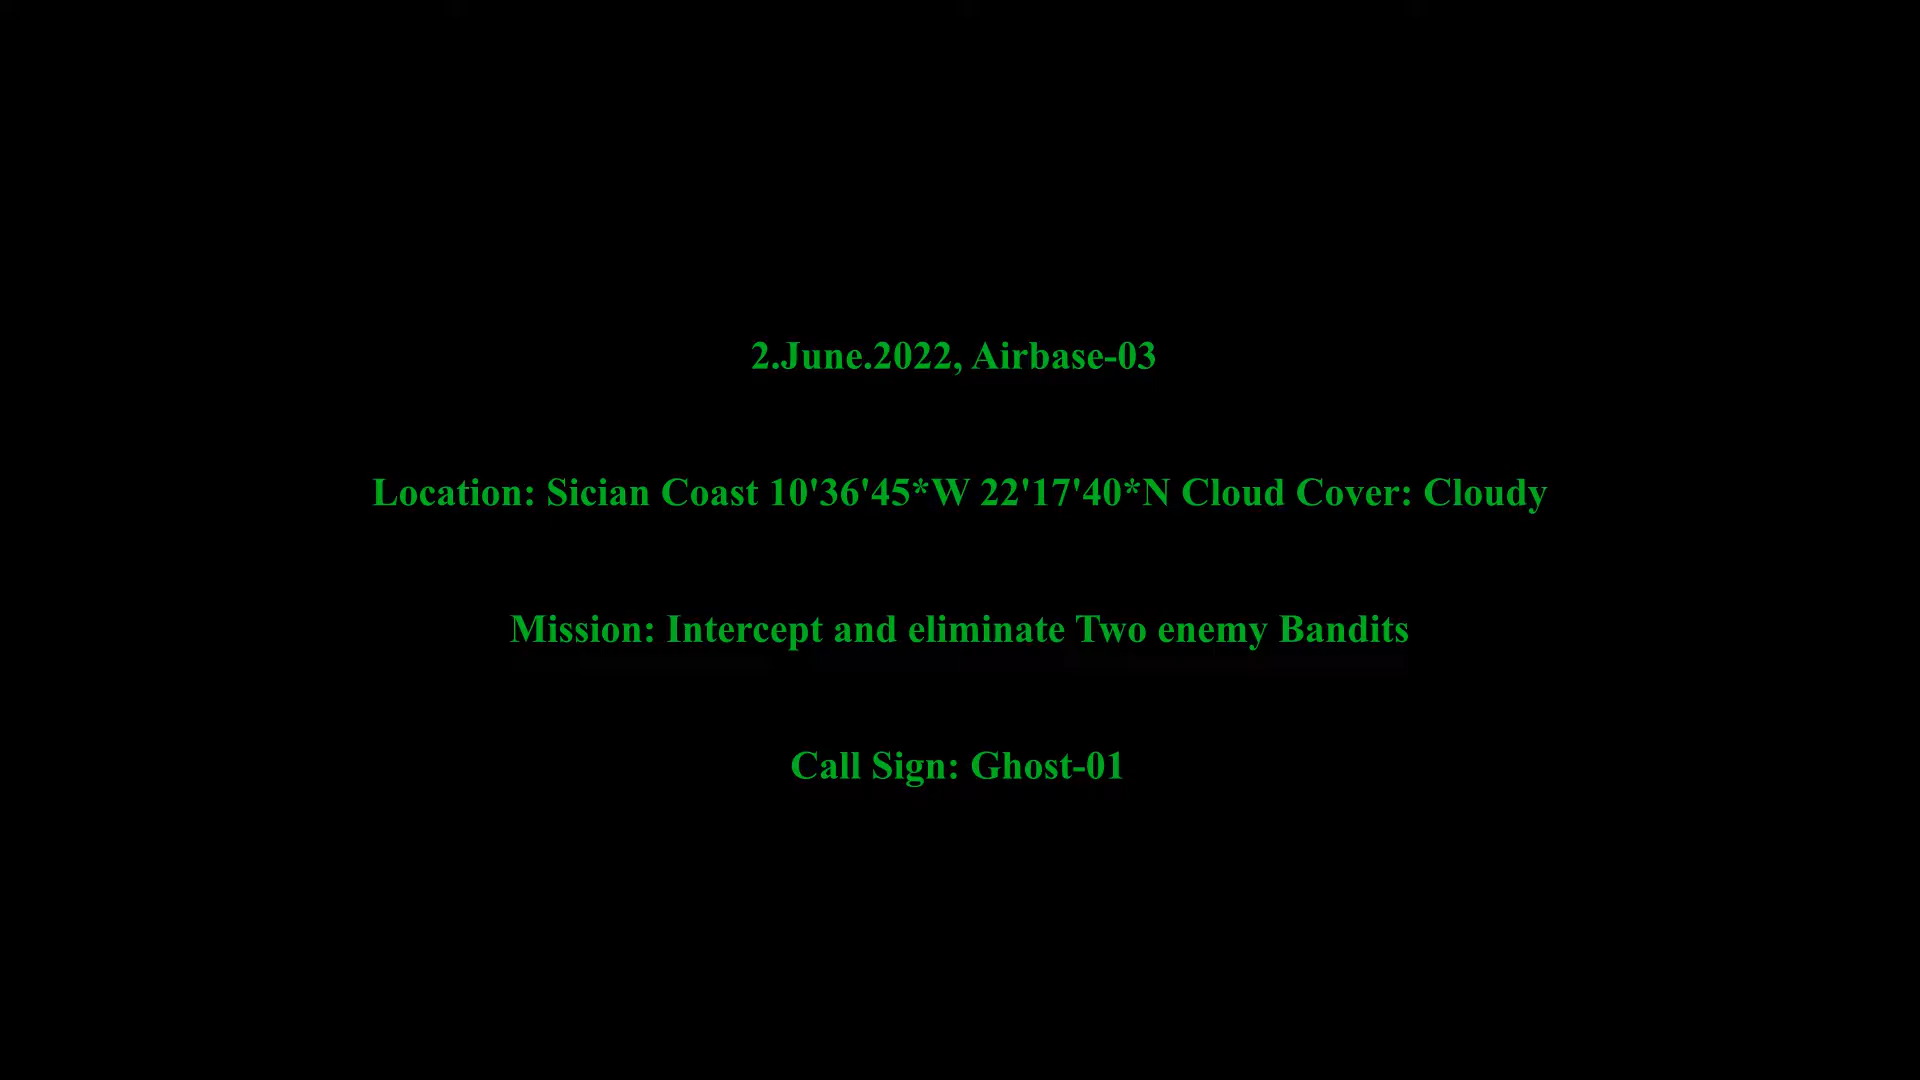 2.June.2022, Airbase-03
Location: Sician Coast 10'36'45*W 22'17'40*N Cloud Cover: Cloudy
Mission: Intercept and eliminate Two enemy Bandits
Call Sign: Ghost-01